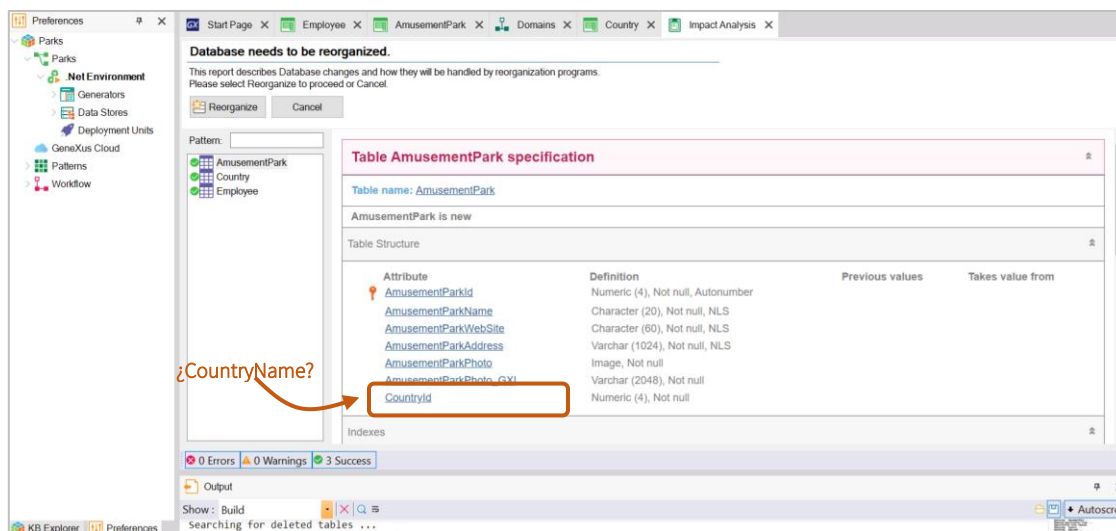 Preferences
Start Page
Employee
AmusementPark
Domains
Country
Impact Analysis
Parks
Parks
.Net Environment
Generators
Data Stores
Deployment Units
GeneXus Cloud
Patterns
Workflow
Database needs to be reorganized.
This report describes Database changes and how they will be handled by reorganization programs.
Please select Reorganize to proceed or Cancel.
Reorganize Cancel
Pattern:
AmusementPark
Country
Employee
Table AmusementPark specification
Table name: AmusementPark
AmusementPark is new
Table Structure
Attribute Definition Previous values Takes value from
AmusementParkId Numeric (4), Not null, Autonumber
AmusementParkName Character (20), Not null, NLS
AmusementParkWebSite Character (60), Not null, NLS
AmusementParkAddress Varchar (1024), Not null, NLS
AmusementParkPhoto Image, Not null
AmusementParkPhoto_GXI Varchar (2048), Not null
CountryId Numeric (4), Not null
¿CountryName?
Indexes
0 Errors 0 Warnings 3 Success
Output
Show: Build
Autoscro
Searching for deleted tables ...
KB Explorer Preferences